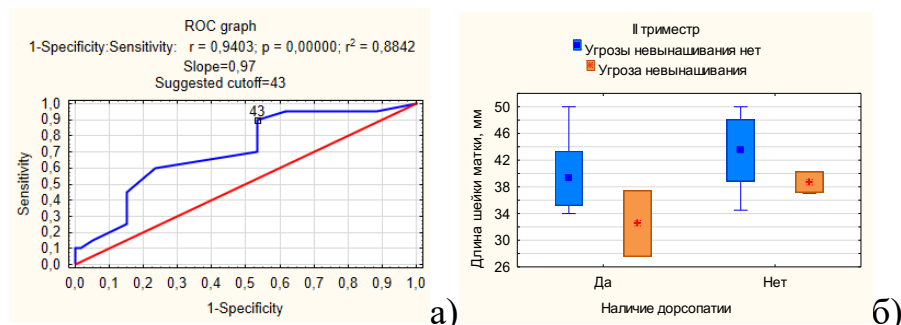 ROC graph
1-Specificity:Sensitivity: r = 0,9403; p = 0,00000; r² = 0,8842
Slope=0,97
Suggested cutoff=43
43
1,0
0,9
0,8
0,7
0,6
0,5
0,4
0,3
0,2
0,1
0,0
Sensitivity
0,0 0,1 0,2 0,3 0,4 0,5 0,6 0,7 0,8 0,9 1,0
1-Specificity
а)
II триместр
Угрозы невынашивания нет
Угроза невынашивания
50
46
42
38
34
30
26
Длина шейки матки, мм
Да Нет
Наличие дорсопатии
б)